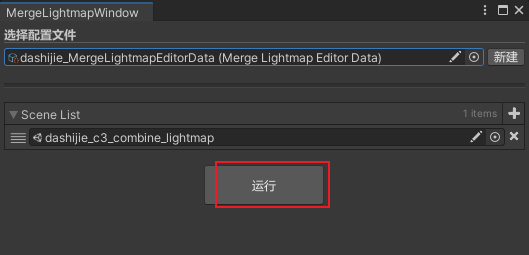 MergeLightmapWindow
选择配置文件
dashijie_MergeLightmapEditorData (Merge Lightmap Editor Data)
新建
Scene List
1 items
dashijie_c3_combine_lightmap
运行